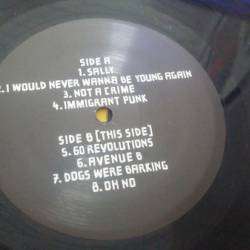 SIDE A
1. SALLY
2. I WOULD NEVER WANNA BE YOUNG AGAIN
3. NOT A CRIME
4. IMMIGRANT PUNK
SIDE B [THIS SIDE]
5. 60 REVOLUTIONS
6. AVENUE B
7. DOGS WERE BARKING
8. OH NO